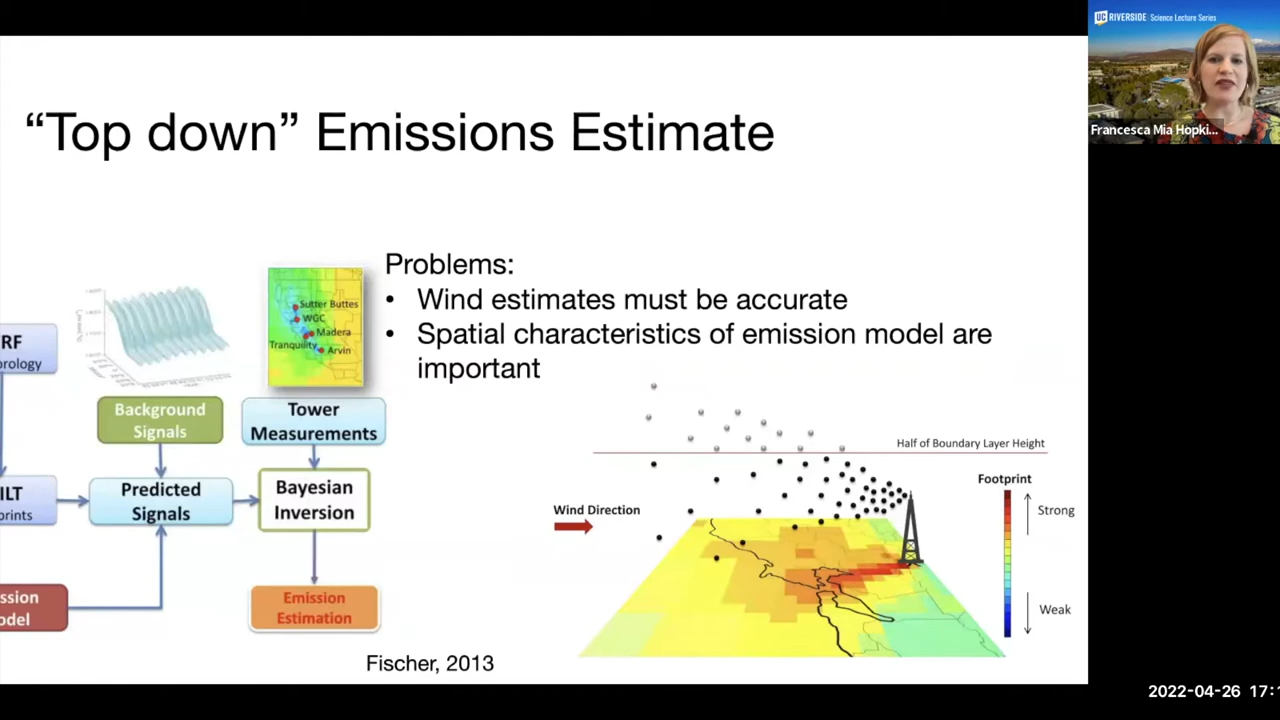 UC RIVERSIDE Science Lecture Series
Francesca Mia Hopki...
“Top down” Emissions Estimate
Problems:
• Wind estimates must be accurate
• Spatial characteristics of emission model are
important
Sutter Buttes
WGC
Madera
Tranquility
Arvin
RF
orology
Background
Signals
Tower
Measurements
ILT
prints
Predicted
Signals
Bayesian
Inversion
ssion
odel
Emission
Estimation
Half of Boundary Layer Height
Wind Direction
Footprint
Strong
Weak
Fischer, 2013
2022-04-26 17:1